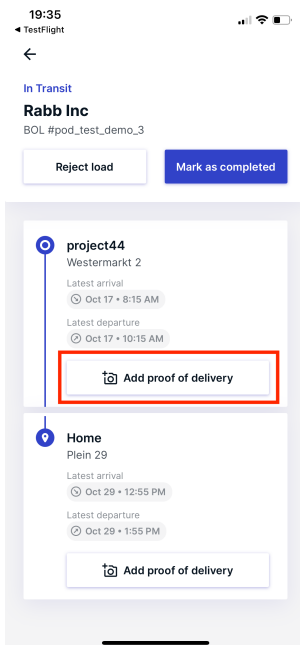 19:35
◀ TestFlight
In Transit
Rabb Inc
BOL #pod_test_demo_3
Reject load
Mark as completed
project44
Westermarkt 2
Latest arrival
Oct 17 • 8:15 AM
Latest departure
Oct 17 • 10:15 AM
Add proof of delivery
Home
Plein 29
Latest arrival
Oct 29 • 12:55 PM
Latest departure
Oct 29 • 1:55 PM
Add proof of delivery